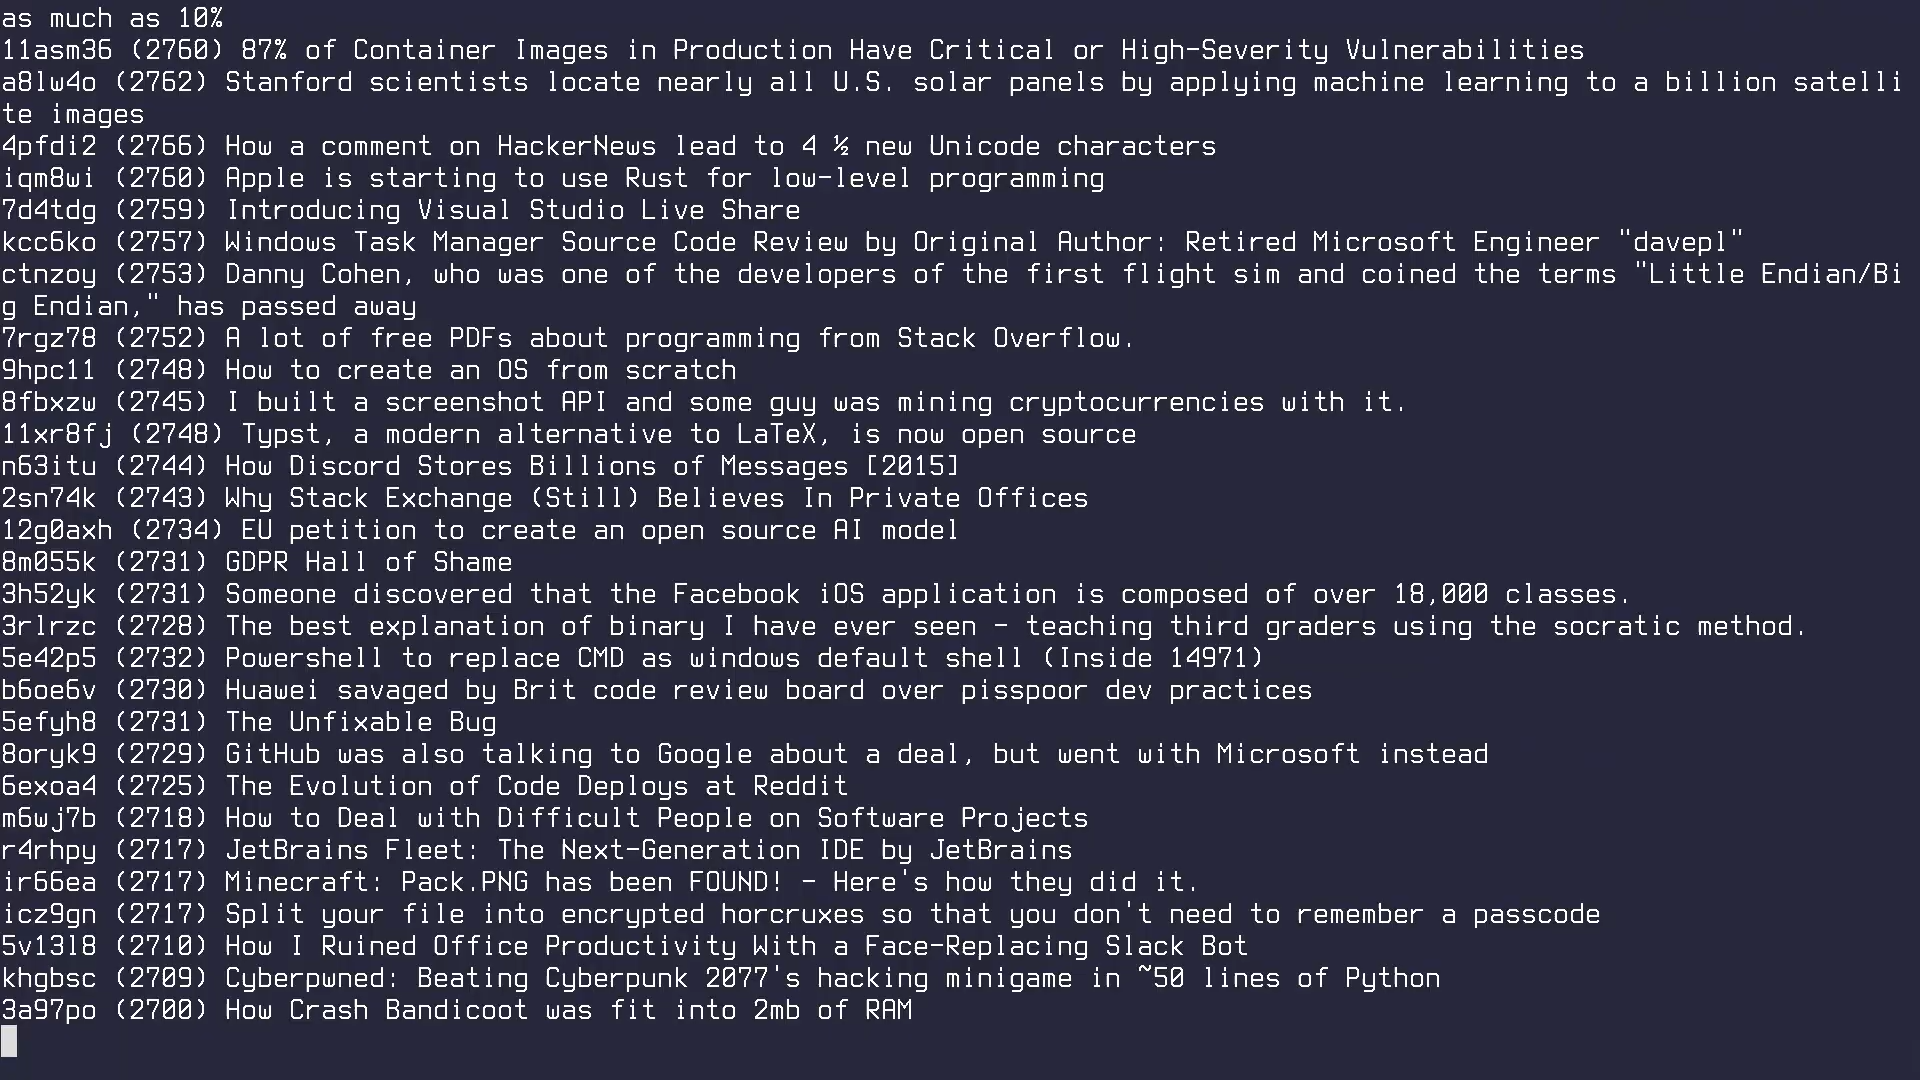 as much as 10%
11asm36 (2760) 87% of Container Images in Production Have Critical or High-Severity Vulnerabilities
a8lw4o (2762) Stanford scientists locate nearly all U.S. solar panels by applying machine learning to a billion satelli
te images
4pfdi2 (2766) How a comment on HackerNews lead to 4 ½ new Unicode characters
iqm8wi (2760) Apple is starting to use Rust for low-level programming
7d4tdg (2759) Introducing Visual Studio Live Share
kcc6ko (2757) Windows Task Manager Source Code Review by Original Author: Retired Microsoft Engineer "davepl"
ctnzoy (2753) Danny Cohen, who was one of the developers of the first flight sim and coined the terms "Little Endian/Bi
g Endian," has passed away
7rgz78 (2752) A lot of free PDFs about programming from Stack Overflow.
9hpc11 (2748) How to create an OS from scratch
8fbxzw (2745) I built a screenshot API and some guy was mining cryptocurrencies with it.
11xr8fj (2748) Typst, a modern alternative to LaTeX, is now open source
n63itu (2744) How Discord Stores Billions of Messages [2015]
2sn74k (2743) Why Stack Exchange (Still) Believes In Private Offices
12g0axh (2734) EU petition to create an open source AI model
8m055k (2731) GDPR Hall of Shame
3h52yk (2731) Someone discovered that the Facebook iOS application is composed of over 18,000 classes.
3rlrzc (2728) The best explanation of binary I have ever seen - teaching third graders using the socratic method.
5e42p5 (2732) Powershell to replace CMD as windows default shell (Inside 14971)
b6oe6v (2730) Huawei savaged by Brit code review board over pisspoor dev practices
5efyh8 (2731) The Unfixable Bug
8oryk9 (2729) GitHub was also talking to Google about a deal, but went with Microsoft instead
6exoa4 (2725) The Evolution of Code Deploys at Reddit
m6wj7b (2718) How to Deal with Difficult People on Software Projects
r4rhpy (2717) JetBrains Fleet: The Next-Generation IDE by JetBrains
ir66ea (2717) Minecraft: Pack.PNG has been FOUND! - Here's how they did it.
icz9gn (2717) Split your file into encrypted horcruxes so that you don't need to remember a passcode
5v13l8 (2710) How I Ruined Office Productivity With a Face-Replacing Slack Bot
khgbsc (2709) Cyberpwned: Beating Cyberpunk 2077's hacking minigame in ~50 lines of Python
3a97po (2700) How Crash Bandicoot was fit into 2mb of RAM